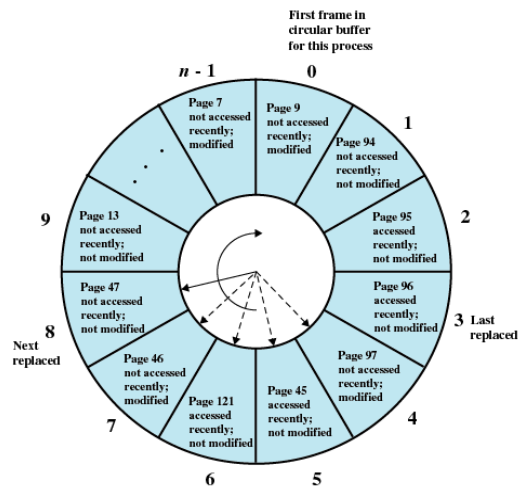 First frame in
circular buffer
for this process
n - 1
0
1
2
3
Last
replaced
4
5
6
7
8
Next
replaced
9
Page 7
not accessed
recently;
modified
Page 9
not accessed
recently;
modified
Page 94
not accessed
recently;
not modified
Page 95
accessed
recently;
not modified
Page 96
accessed
recently;
not modified
Page 97
not accessed
recently;
modified
Page 45
accessed
recently;
not modified
Page 121
accessed
recently;
not modified
Page 46
not accessed
recently;
modified
Page 47
not accessed
recently;
not modified
Page 13
not accessed
recently;
not modified
. . .